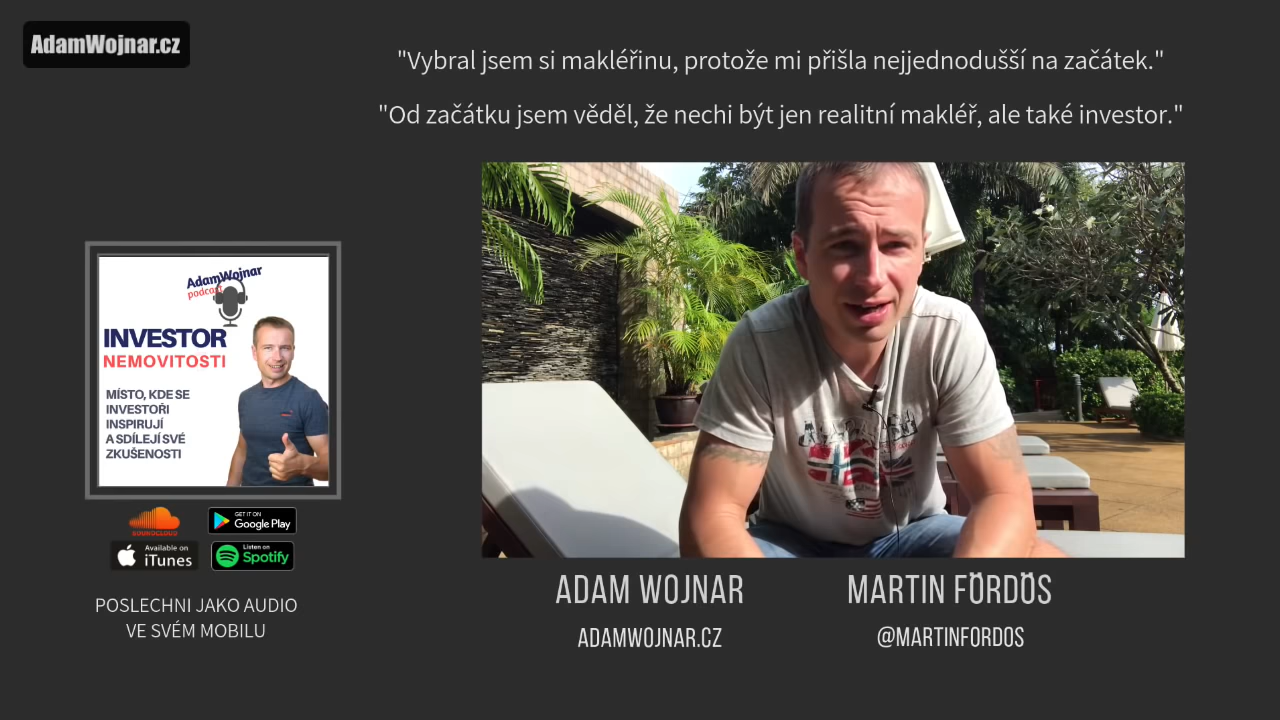 AdamWojnar.cz
"Vybral jsem si makléřinu, protože mi přišla nejjednodušší na začátek."
"Od začátku jsem věděl, že nechi být jen realitní makléř, ale také investor."
AdamWojnar
podcast
INVESTOR
NEMOVITOSTI
MÍSTO, KDE SE
INVESTOŘI
INSPIRUJÍ
A SDÍLEJÍ SVÉ
ZKUŠENOSTI
SOUNDCLOUD
GET IT ON
Google Play
Available on
iTunes
Listen on
Spotify
POSLECHNI JAKO AUDIO
VE SVÉM MOBILU
ADAM WOJNAR
ADAMWOJNAR.CZ
MARTIN FÖRDÖS
@MARTINFORDOS